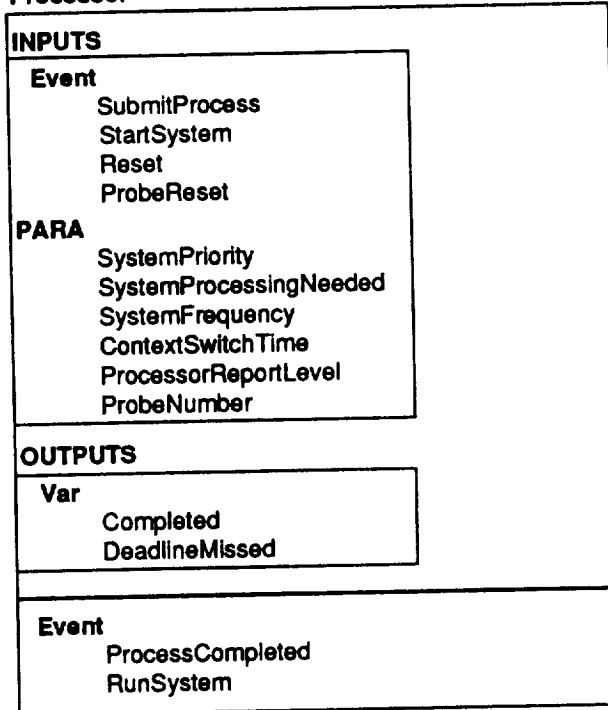 INPUTS
Event
SubmitProcess
StartSystem
Reset
ProbeReset
PARA
SystemPriority
SystemProcessingNeeded
SystemFrequency
ContextSwitchTime
ProcessorReportLevel
ProbeNumber
OUTPUTS
Var
Completed
DeadlineMissed
Event
ProcessCompleted
RunSystem